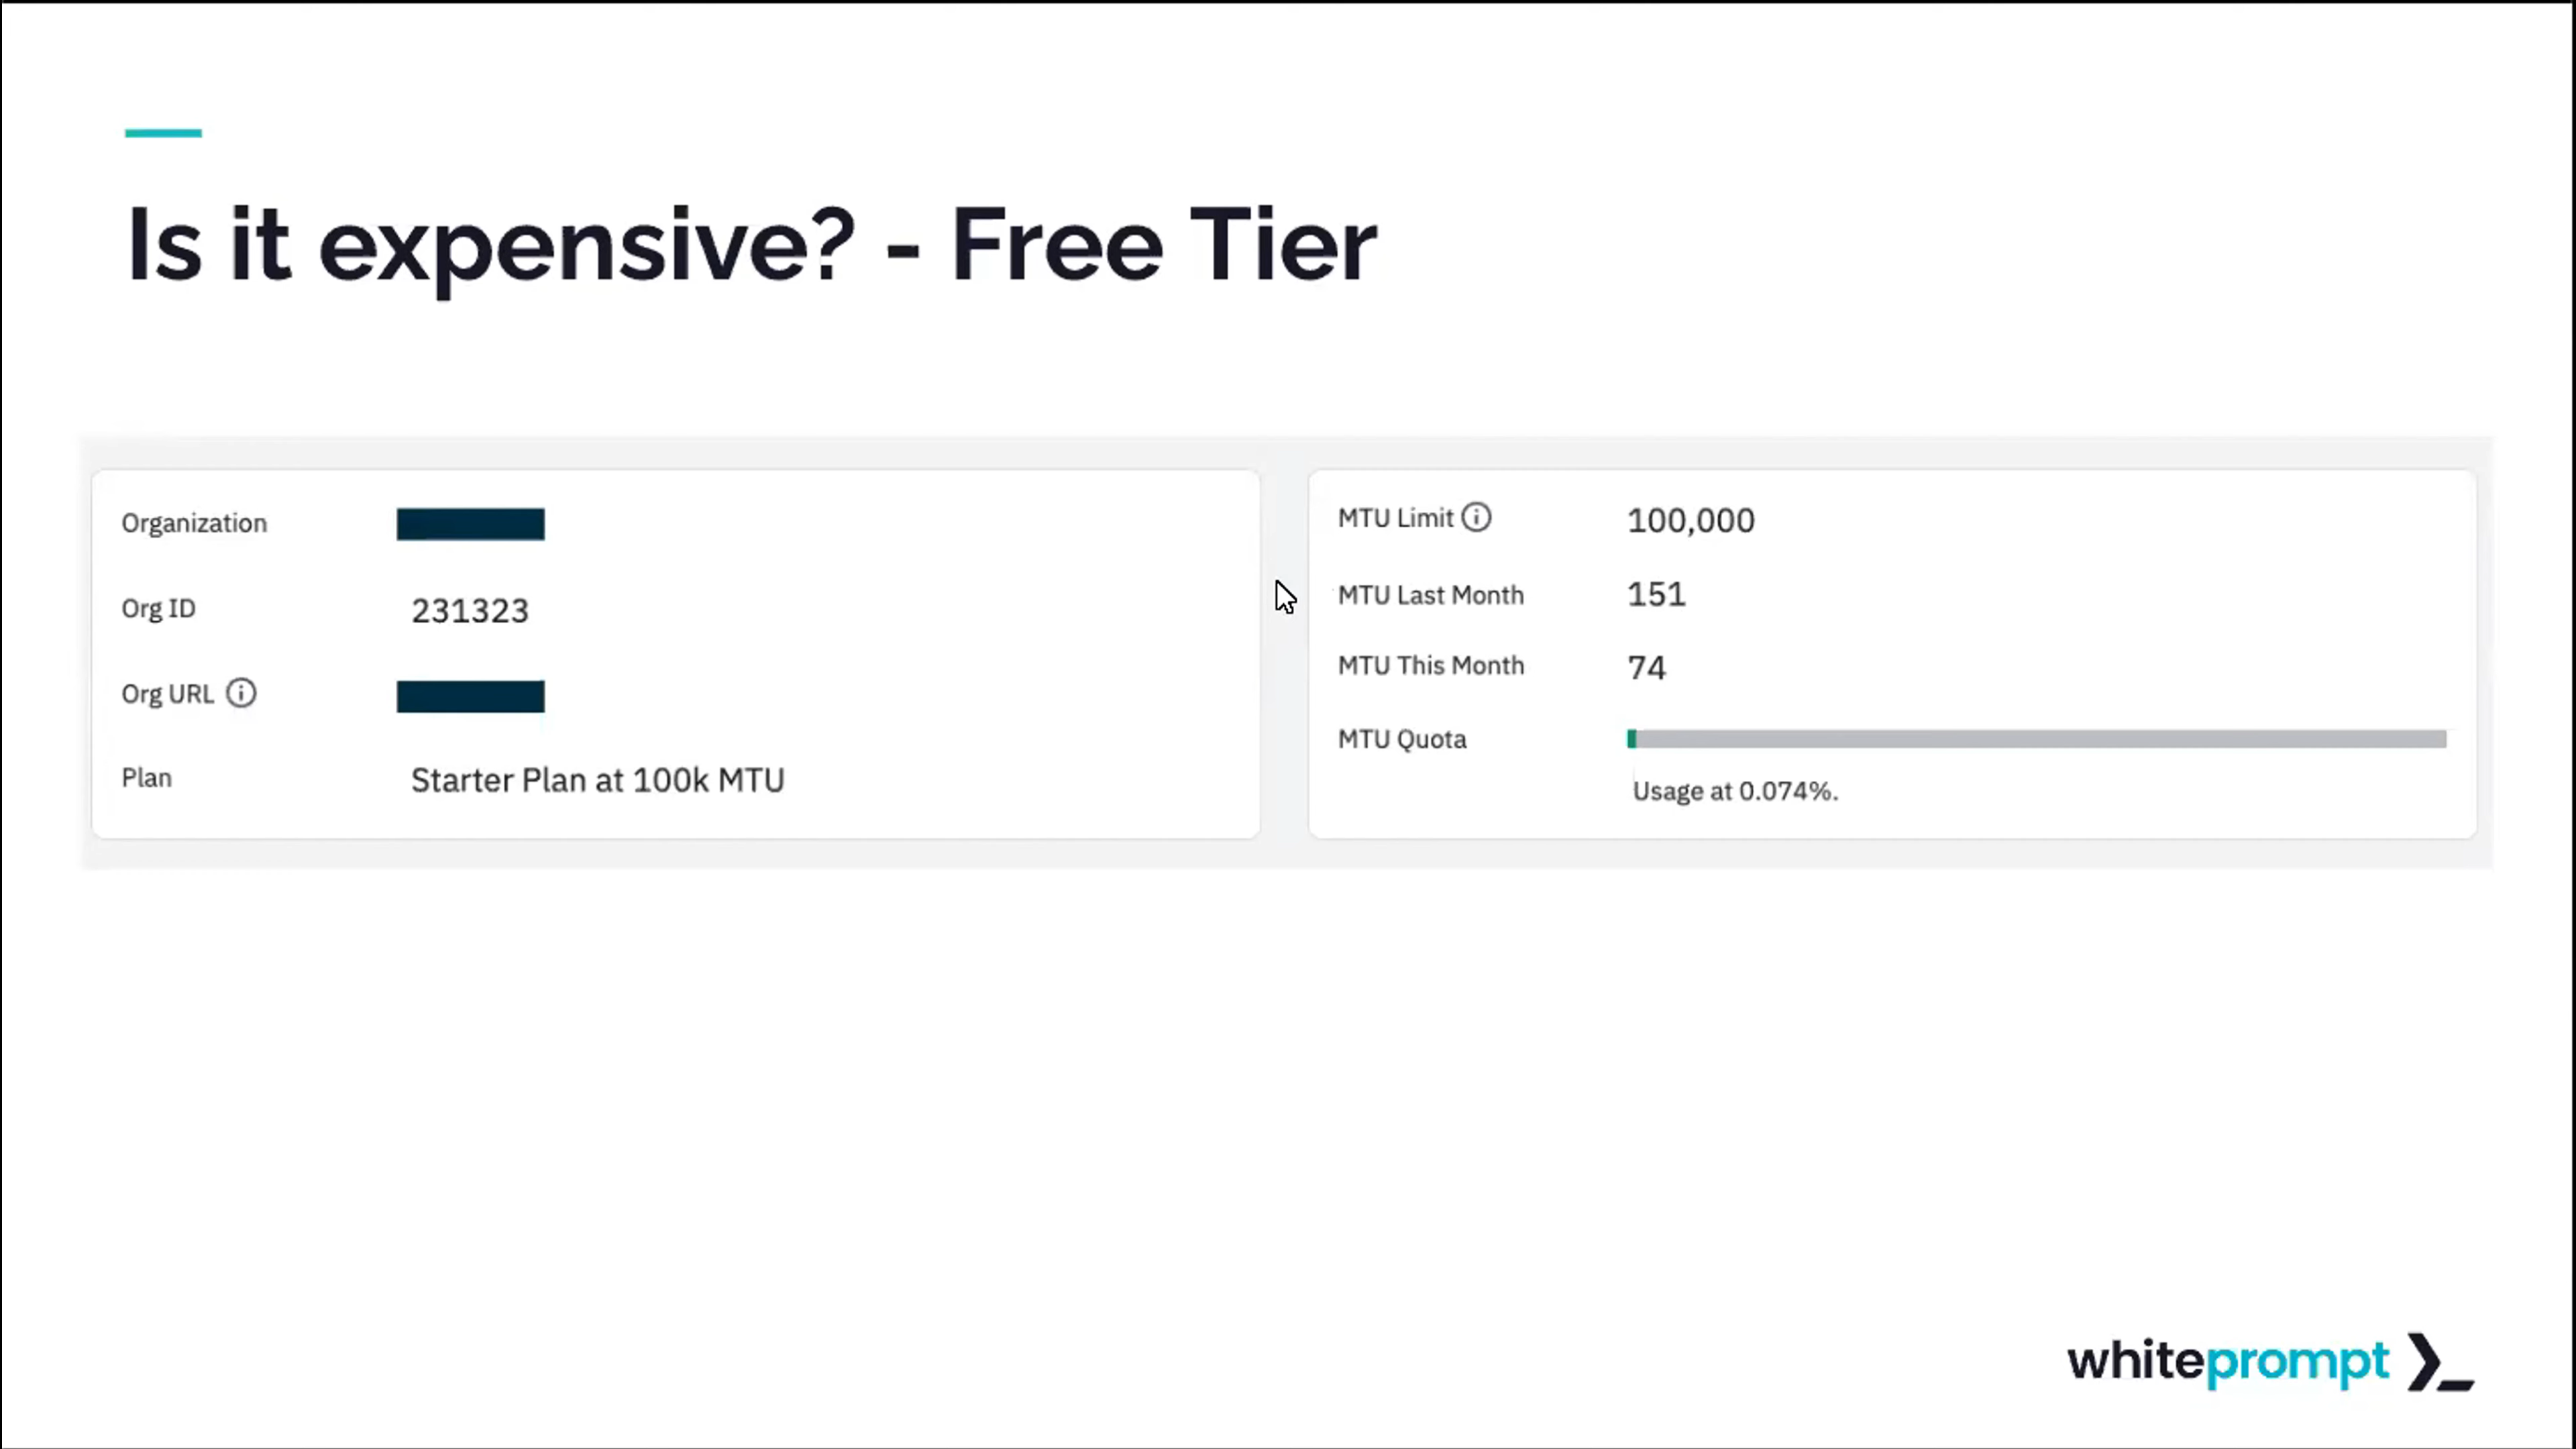 Is it expensive? - Free Tier
Organization
Org ID 231323
Org URL
Plan Starter Plan at 100k MTU
MTU Limit 100,000
MTU Last Month 151
MTU This Month 74
MTU Quota
Usage at 0.074%.
whiteprompt